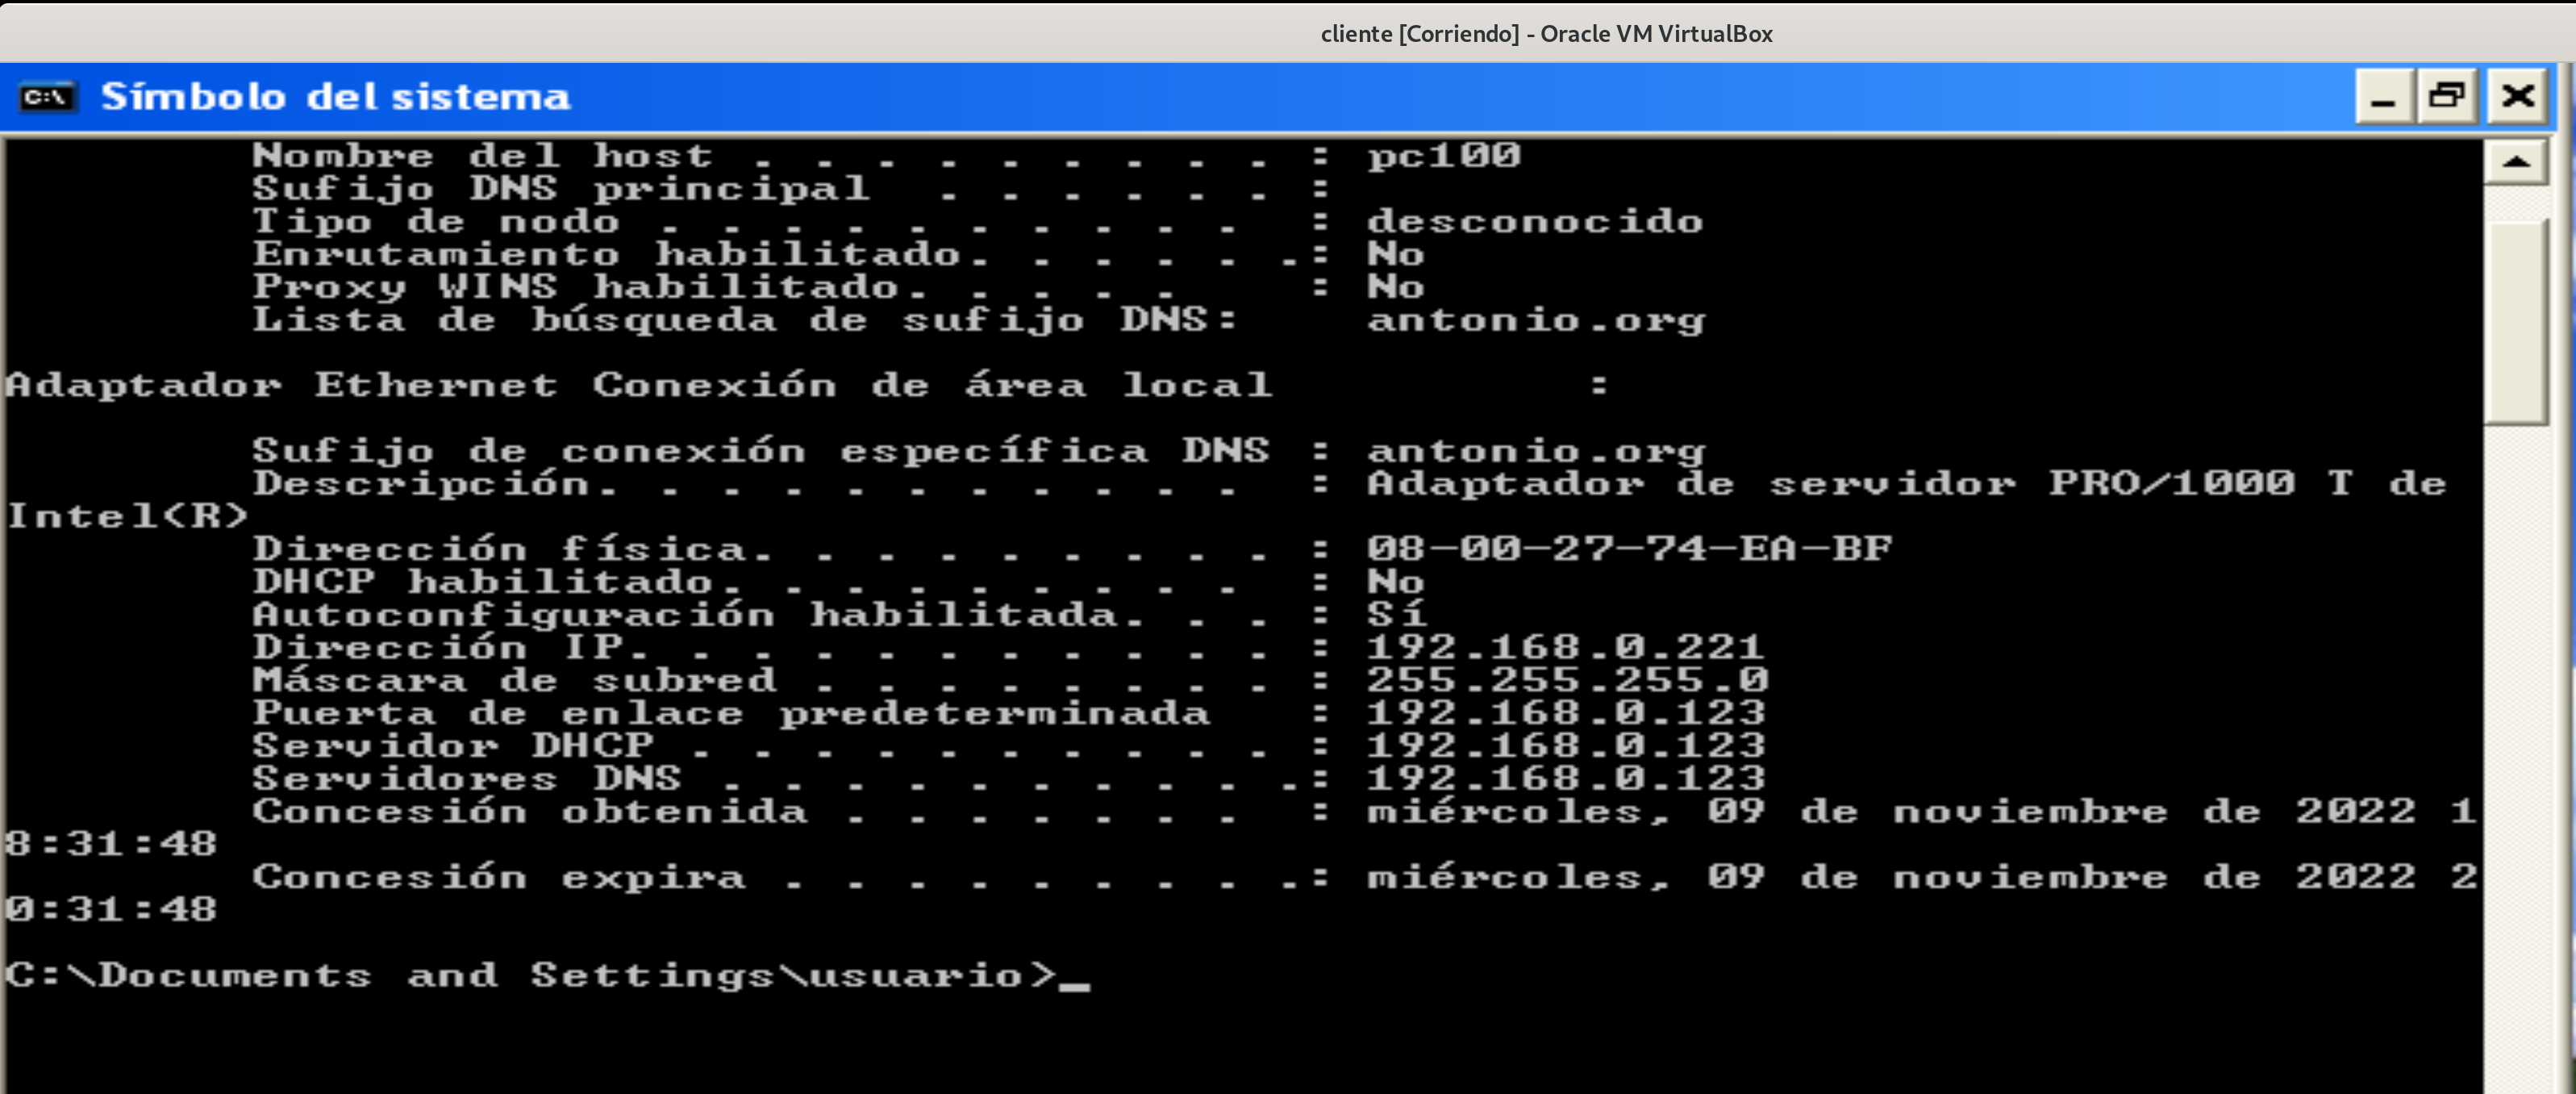 cliente [Corriendo] - Oracle VM VirtualBox
C:\ Símbolo del sistema
Nombre del host . . . . . . . . . : pc100
Sufijo DNS principal . . . . . . :
Tipo de nodo . . . . . . . . . . : desconocido
Enrutamiento habilitado. . . . . .: No
Proxy WINS habilitado. . . . . : No
Lista de búsqueda de sufijo DNS: antonio.org
Adaptador Ethernet Conexión de área local :
Sufijo de conexión específica DNS : antonio.org
Descripción. . . . . . . . . . . : Adaptador de servidor PRO/1000 T de
Intel(R)
Dirección física. . . . . . . . . : 08-00-27-74-EA-BF
DHCP habilitado. . . . . . . . . : No
Autoconfiguración habilitada. . . : Sí
Dirección IP. . . . . . . . . . . : 192.168.0.221
Máscara de subred . . . . . . . . : 255.255.255.0
Puerta de enlace predeterminada : 192.168.0.123
Servidor DHCP . . . . . . . . . . : 192.168.0.123
Servidores DNS . . . . . . . . . .: 192.168.0.123
Concesión obtenida . . . . . . . : miércoles, 09 de noviembre de 2022 1
8:31:48
Concesión expira . . . . . . . . .: miércoles, 09 de noviembre de 2022 2
0:31:48
C:\Documents and Settings\usuario>_